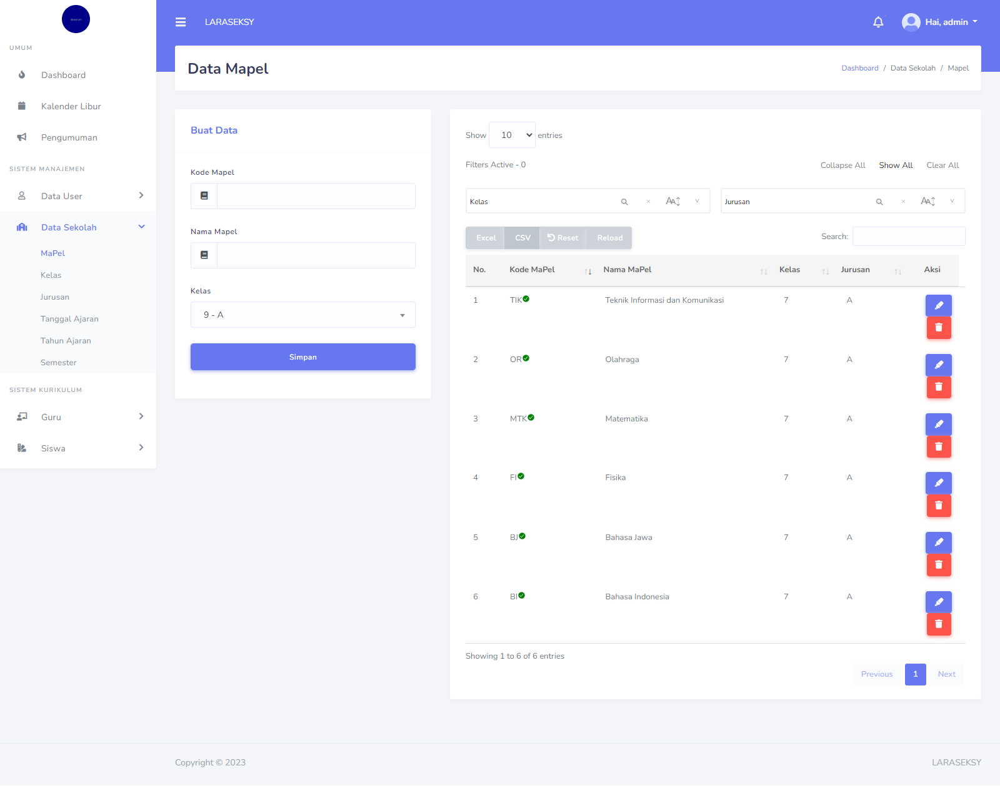 UMUM
Dashboard
Kalender Libur
Pengumuman
SISTEM MANAJEMEN
Data User
Data Sekolah
MaPel
Kelas
Jurusan
Tanggal Ajaran
Tahun Ajaran
Semester
SISTEM KURIKULUM
Guru
Siswa
LARASEKSY
Hai, admin
Data Mapel
Dashboard / Data Sekolah / Mapel
Buat Data
Kode Mapel
Nama Mapel
Kelas
9 - A
Simpan
Show 10 entries
Filters Active - 0
Collapse All Show All Clear All
Kelas
Jurusan
Excel CSV Reset Reload
Search:
No. Kode MaPel Nama MaPel Kelas Jurusan Aksi
1 TIK Teknik Informasi dan Komunikasi 7 A
2 OR Olahraga 7 A
3 MTK Matematika 7 A
4 FI Fisika 7 A
5 BJ Bahasa Jawa 7 A
6 BI Bahasa Indonesia 7 A
Showing 1 to 6 of 6 entries
Previous 1 Next
Copyright © 2023
LARASEKSY